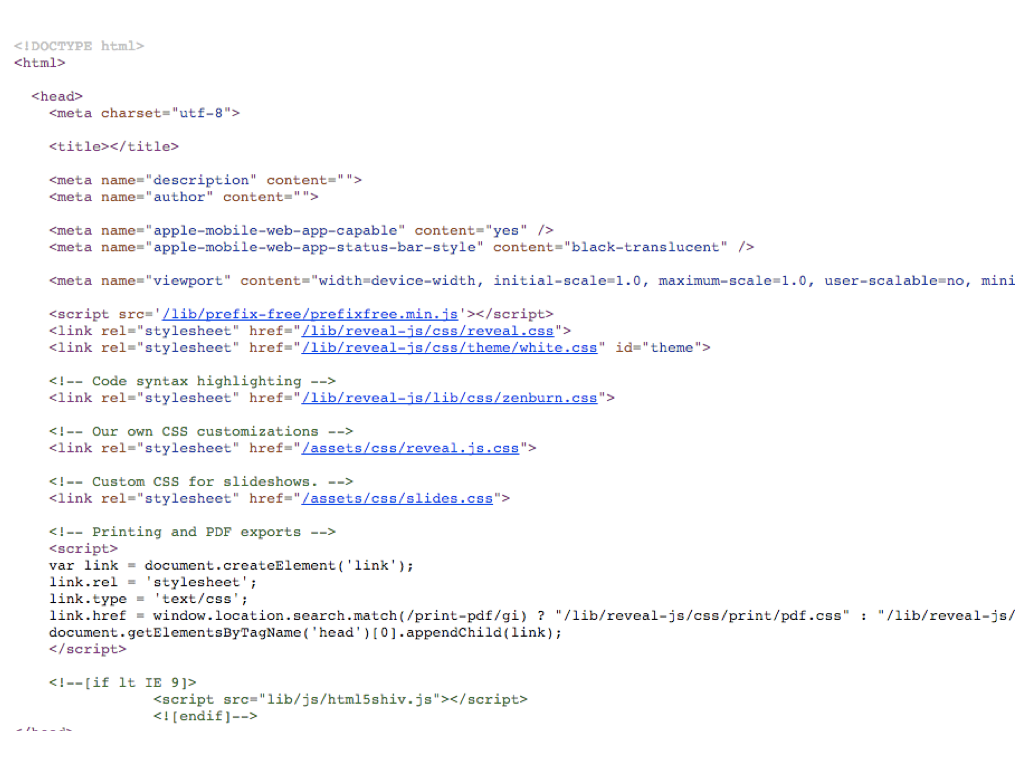 <!DOCTYPE html>
<html>
<head>
<meta charset="utf-8">
<title></title>
<meta name="description" content="">
<meta name="author" content="">
<meta name="apple-mobile-web-app-capable" content="yes" />
<meta name="apple-mobile-web-app-status-bar-style" content="black-translucent" />
<meta name="viewport" content="width=device-width, initial-scale=1.0, maximum-scale=1.0, user-scalable=no, mini
<script src='/lib/prefix-free/prefixfree.min.js'></script>
<link rel="stylesheet" href="/lib/reveal-js/css/reveal.css">
<link rel="stylesheet" href="/lib/reveal-js/css/theme/white.css" id="theme">
<!-- Code syntax highlighting -->
<link rel="stylesheet" href="/lib/reveal-js/lib/css/zenburn.css">
<!-- Our own CSS customizations -->
<link rel="stylesheet" href="/assets/css/reveal.js.css">
<!-- Custom CSS for slideshows. -->
<link rel="stylesheet" href="/assets/css/slides.css">
<!-- Printing and PDF exports -->
<script>
var link = document.createElement('link');
link.rel = 'stylesheet';
link.type = 'text/css';
link.href = window.location.search.match(/print-pdf/gi) ? "/lib/reveal-js/css/print/pdf.css" : "/lib/reveal-js/
document.getElementsByTagName('head')[0].appendChild(link);
</script>
<!--[if lt IE 9]>
<script src="lib/js/html5shiv.js"></script>
<![endif]-->